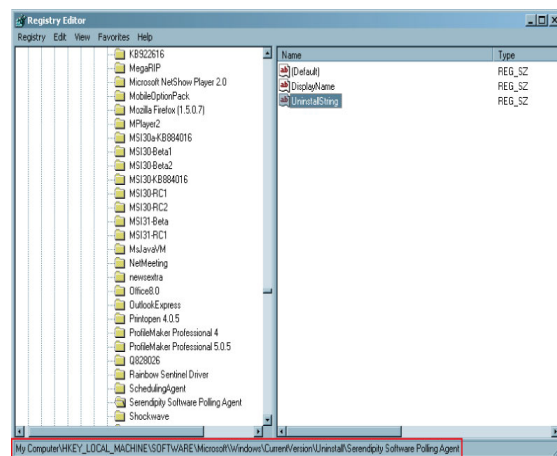 Registry Editor
Registry Edit View Favorites Help
KB922616
MegaRIP
Microsoft NetShow Player 2.0
MobileOptionPack
Mozilla Firefox (1.5.0.7)
MPlayer2
MSI30a-KB884016
MSI30-Beta1
MSI30-Beta2
MSI30-KB884016
MSI30-RC1
MSI30-RC2
MSI31-Beta
MSI31-RC1
MsJavaVM
NetMeeting
newsextra
Office8.0
OutlookExpress
Printopen 4.0.5
ProfileMaker Professional 4
ProfileMaker Professional 5.0.5
Q828026
Rainbow Sentinel Driver
SchedulingAgent
Serendipity Software Polling Agent
Shockwave
Name Type
(Default) REG_SZ
DisplayName REG_SZ
UninstallString REG_SZ
My Computer\HKEY_LOCAL_MACHINE\SOFTWARE\Microsoft\Windows\CurrentVersion\Uninstall\Serendipity Software Polling Agent